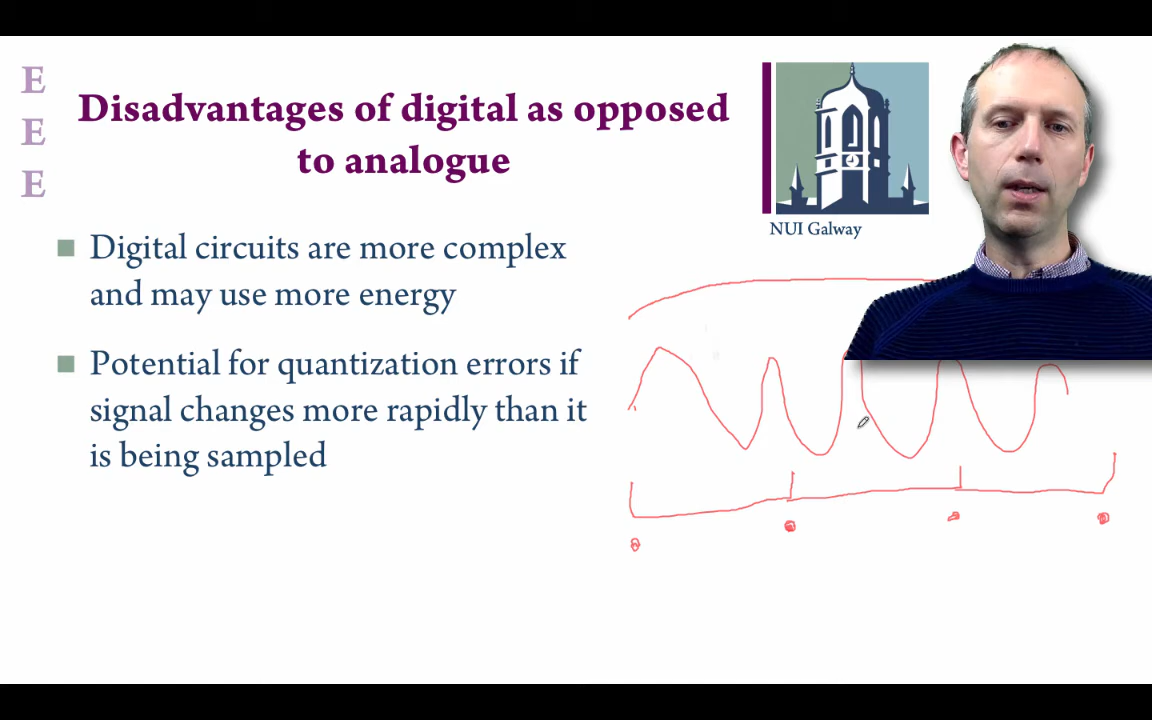 E
E
E
Disadvantages of digital as opposed
to analogue
NUI Galway
Digital circuits are more complex
and may use more energy
Potential for quantization errors if
signal changes more rapidly than it
is being sampled